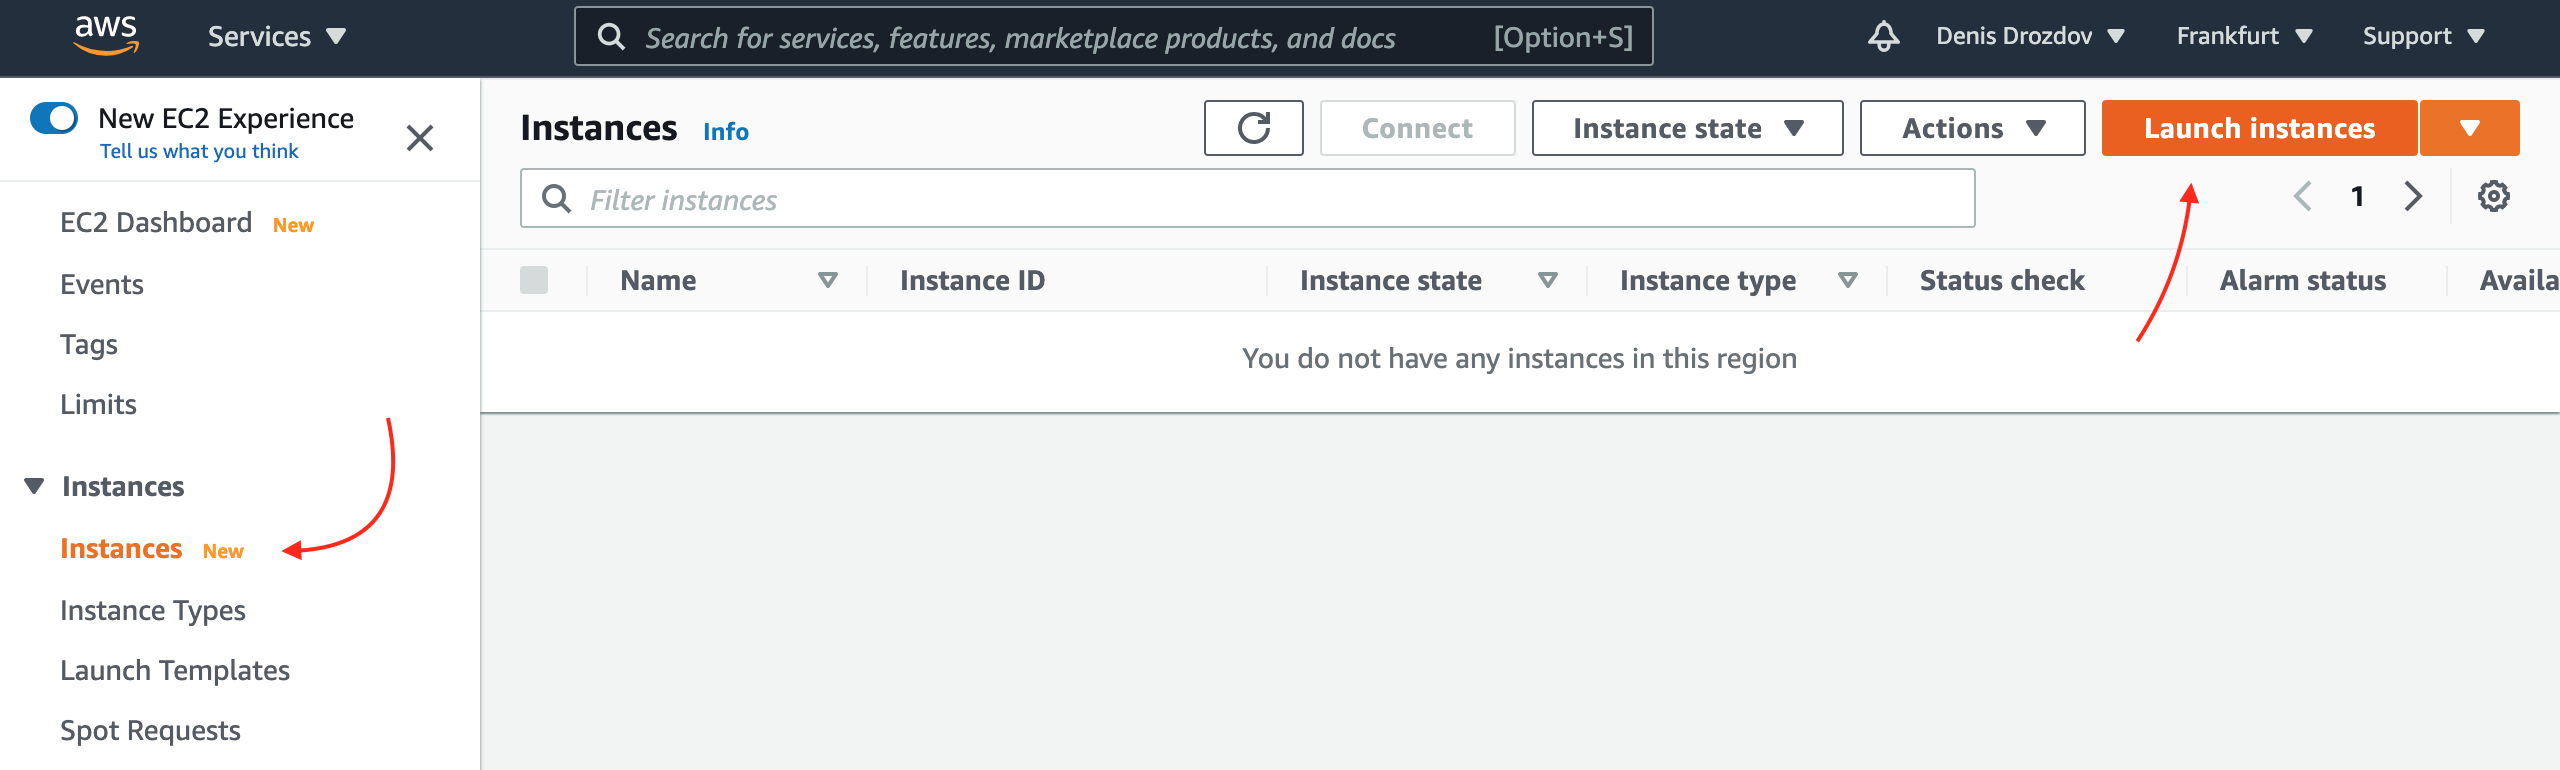 aws Services Search for services, features, marketplace products, and docs [Option+S] Denis Drozdov Frankfurt Support
New EC2 Experience
Tell us what you think
EC2 Dashboard New
Events
Tags
Limits
Instances
Instances New
Instance Types
Launch Templates
Spot Requests
Instances Info Connect Instance state Actions Launch instances
Filter instances 1
Name Instance ID Instance state Instance type Status check Alarm status Availa
You do not have any instances in this region